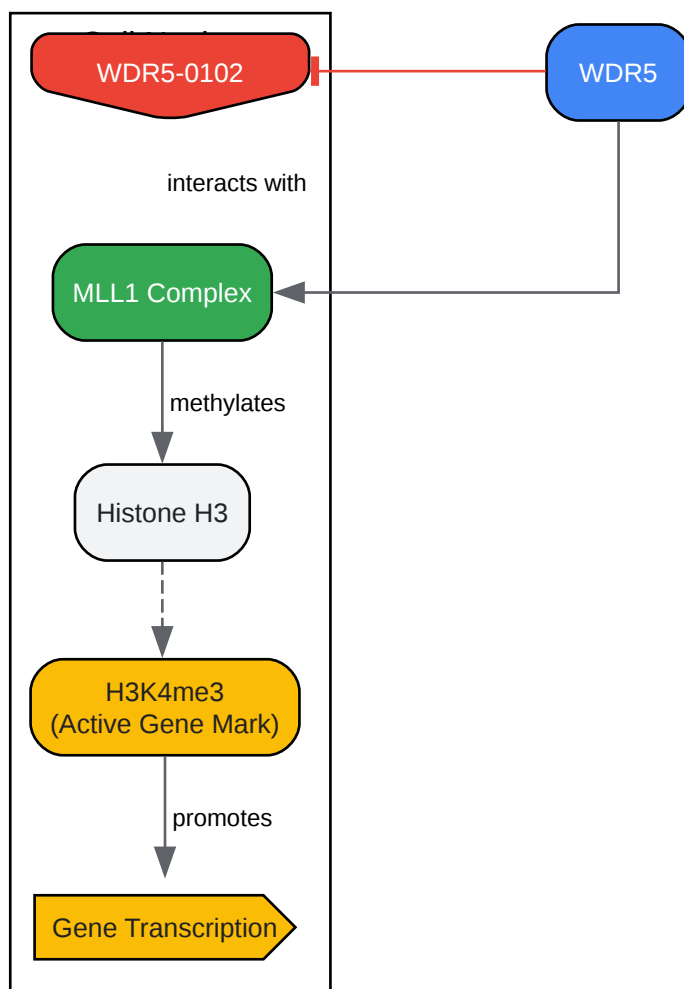 WDR5-0102
WDR5
interacts with
MLL1 Complex
methylates
Histone H3
H3K4me3
(Active Gene Mark)
promotes
Gene Transcription